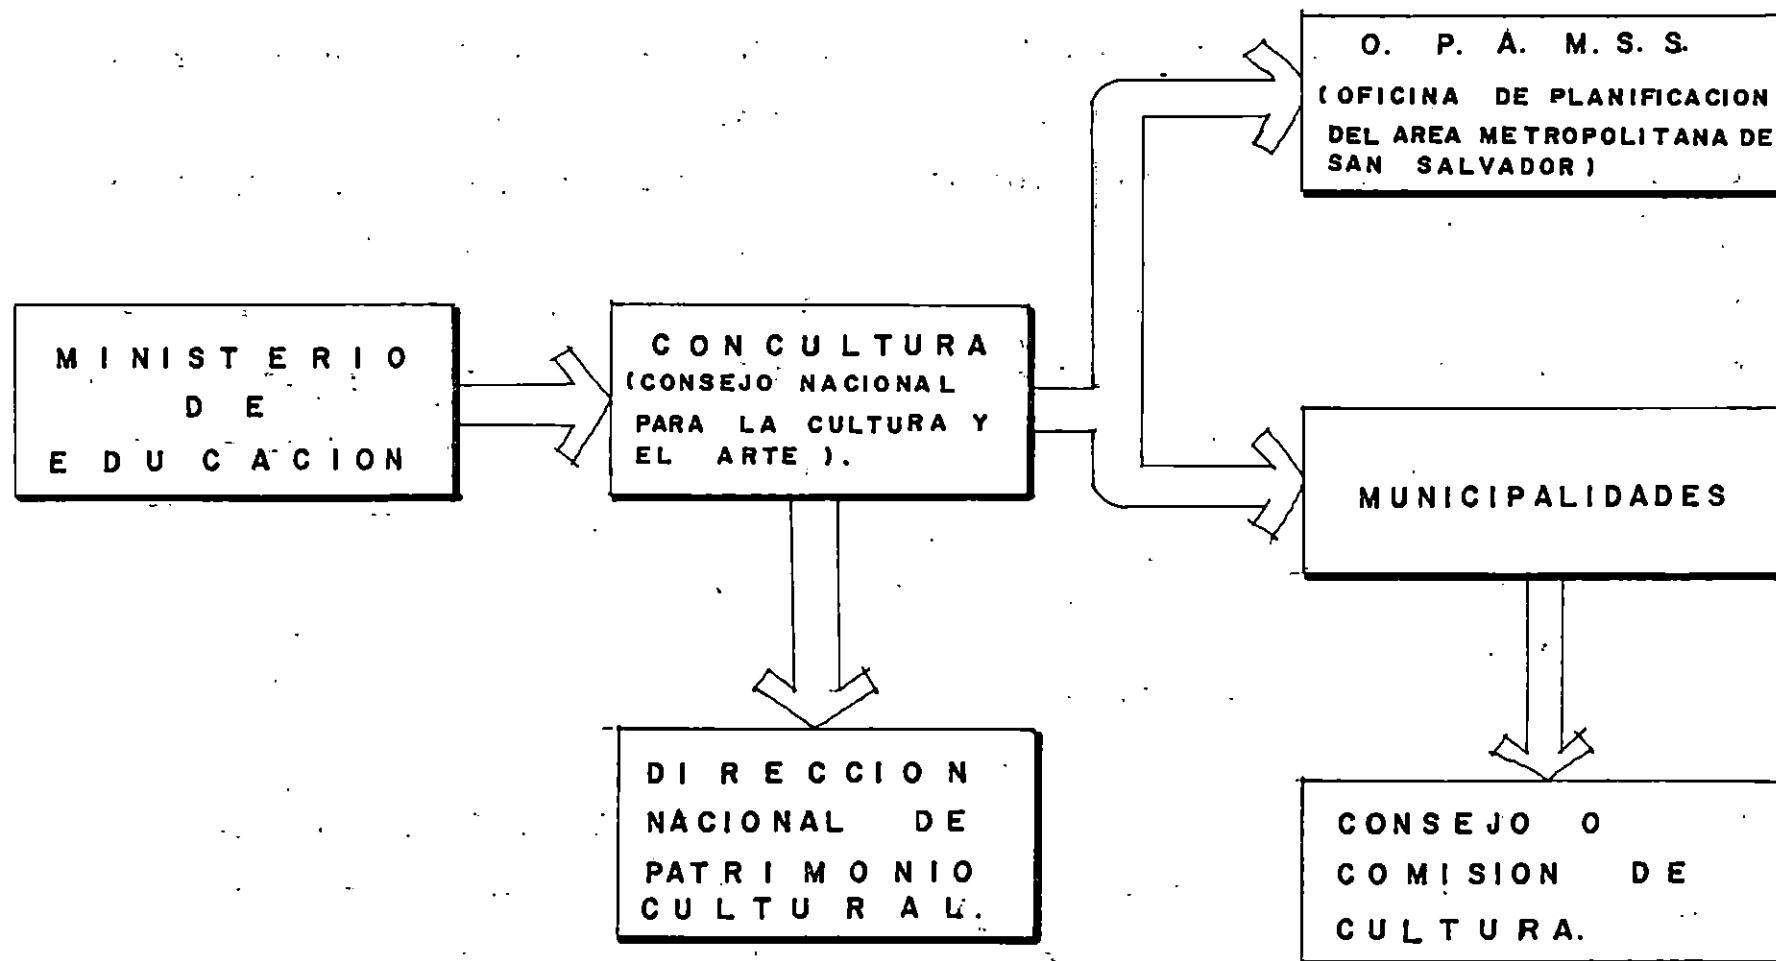 O. P. A. M. S. S.
(OFICINA DE PLANIFICACION
DEL AREA METROPOLITANA DE
SAN SALVADOR)
MINISTERIO
DE
EDUCACION
CONCULTURA
(CONSEJO NACIONAL
PARA LA CULTURA Y
EL ARTE ).
MUNICIPALIDADES
DIRECCION
NACIONAL DE
PATRIMONIO
CULTURAL.
CONSEJO O
COMISION DE
CULTURA.